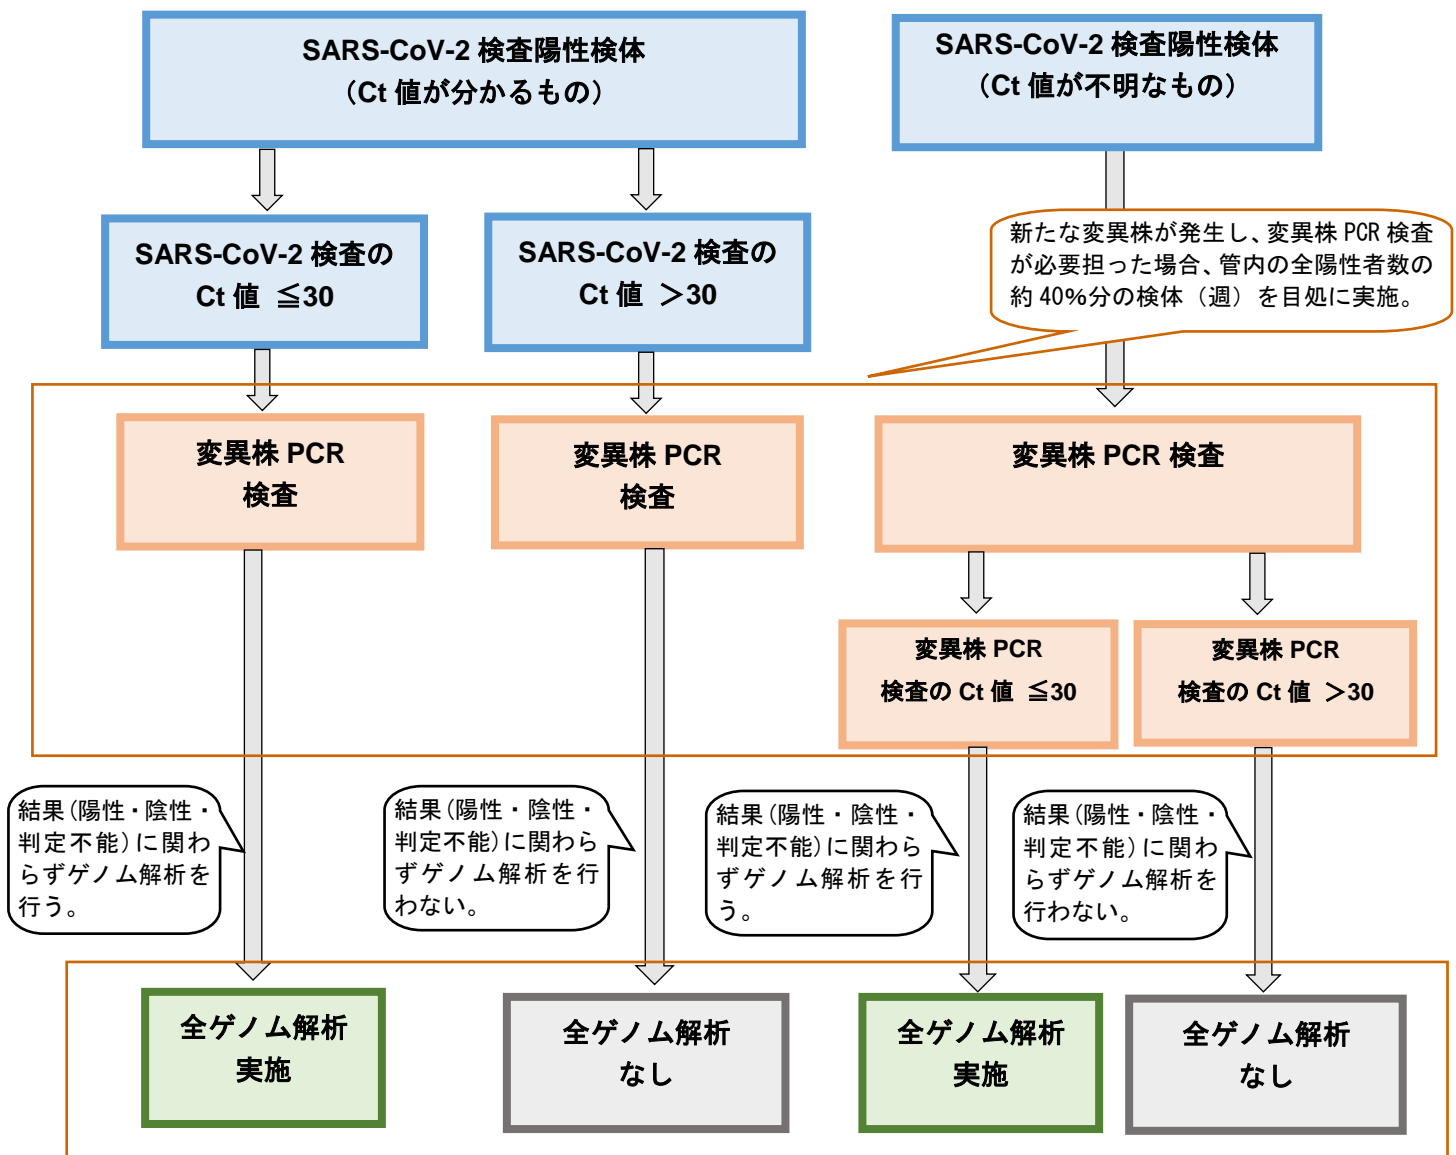 SARS-CoV-2 検査陽性検体
（Ct 値が分かるもの）
SARS-CoV-2 検査陽性検体
（Ct 値が不明なもの）
SARS-CoV-2 検査の
Ct 値 ≦30
SARS-CoV-2 検査の
Ct 値 ＞30
新たな変異株が発生し、変異株 PCR 検査
が必要担った場合、管内の全陽性者数の
約 40%分の検体（週）を目処に実施。
変異株 PCR
検査
変異株 PCR
検査
変異株 PCR 検査
変異株 PCR
検査の Ct 値 ≦30
変異株 PCR
検査の Ct 値 ＞30
結果（陽性・陰性・
判定不能）に関わ
らずゲノム解析を
行う。
結果（陽性・陰性・
判定不能）に関わら
ずゲノム解析を行
わない。
結果（陽性・陰性・
判定不能）に関わら
ずゲノム解析を行
う。
結果（陽性・陰性・
判定不能）に関わ
らずゲノム解析を
行わない。
全ゲノム解析
実施
全ゲノム解析
なし
全ゲノム解析
実施
全ゲノム解析
なし